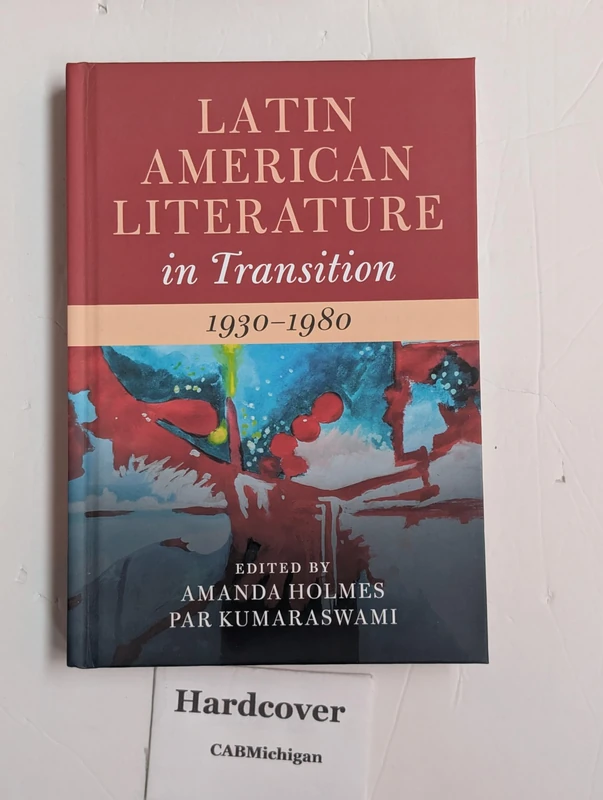 LATIN
AMERICAN
LITERATURE
in Transition
1930–1980
EDITED BY
AMANDA HOLMES
PAR KUMARASWAMI
Hardcover
CABMichigan